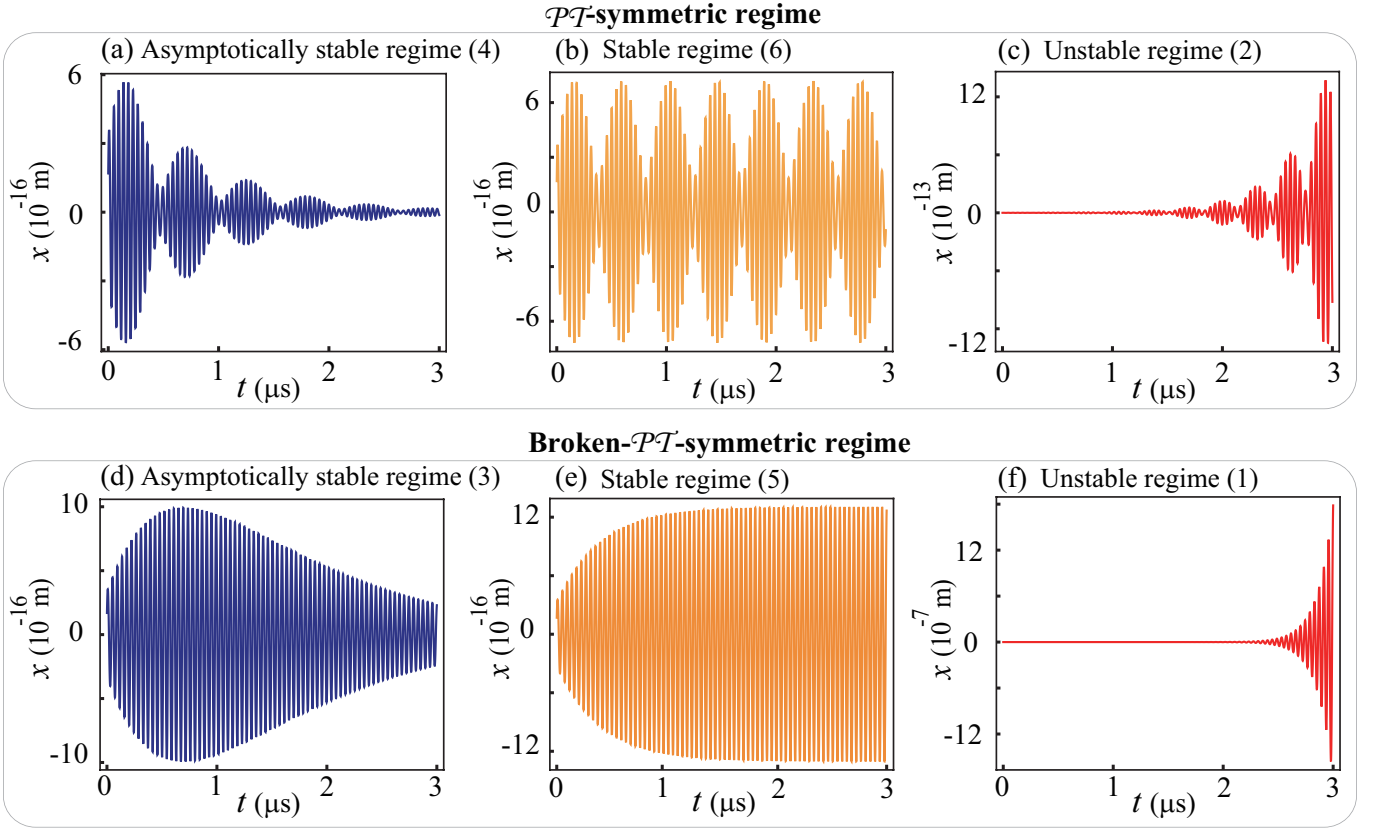 PT-symmetric regime
(a) Asymptotically stable regime (4)
(b) Stable regime (6)
(c) Unstable regime (2)
6
0
-6
x (10^-16 m)
0 1 2 3
t (μs)
6
0
-6
x (10^-16 m)
0 1 2 3
t (μs)
12
0
-12
x (10^-13 m)
0 1 2 3
t (μs)
Broken-PT-symmetric regime
(d) Asymptotically stable regime (3)
(e) Stable regime (5)
(f) Unstable regime (1)
10
0
-10
x (10^-16 m)
0 1 2 3
t (μs)
12
0
-12
x (10^-16 m)
0 1 2 3
t (μs)
12
0
-12
x (10^-7 m)
0 1 2 3
t (μs)